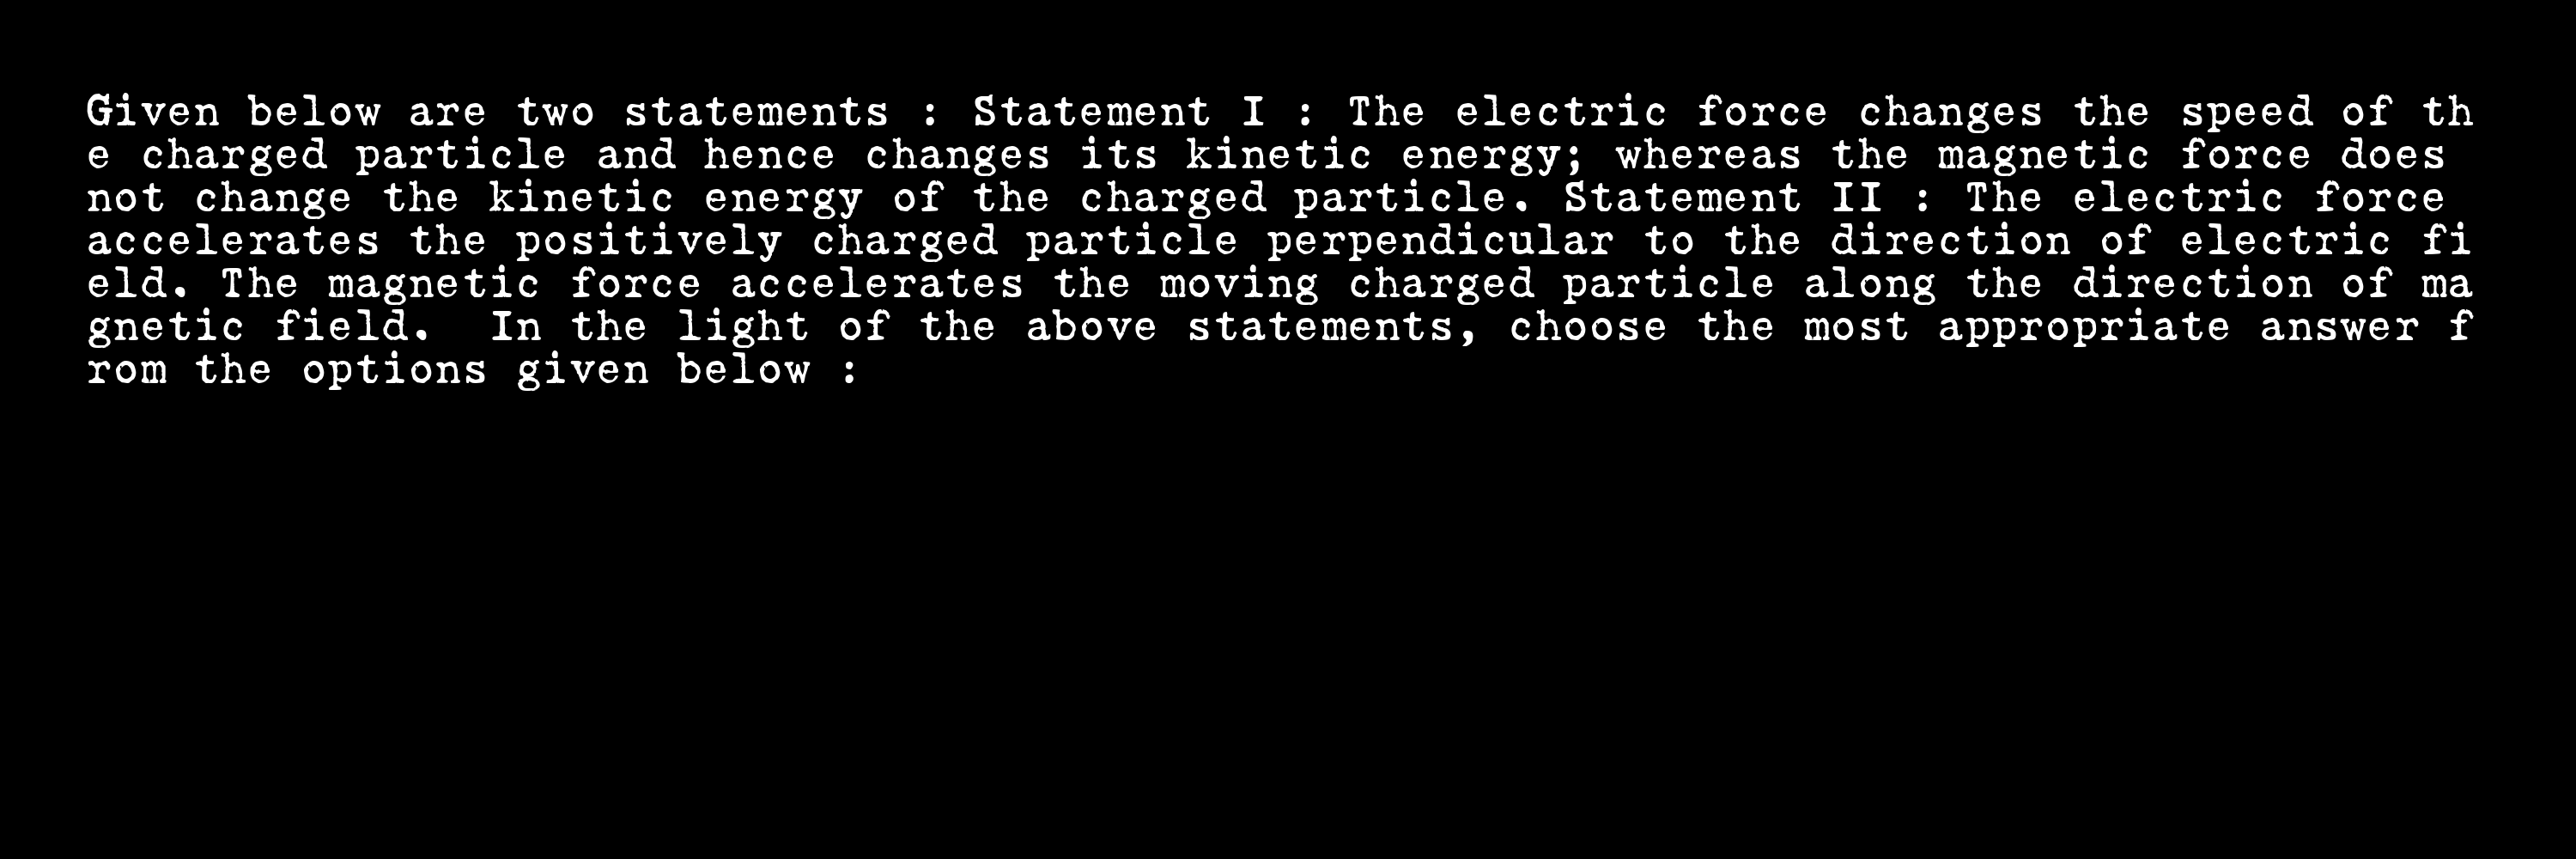 Given below are two statements : Statement I : The electric force changes the speed of th
e charged particle and hence changes its kinetic energy; whereas the magnetic force does
not change the kinetic energy of the charged particle. Statement II : The electric force
accelerates the positively charged particle perpendicular to the direction of electric fi
eld. The magnetic force accelerates the moving charged particle along the direction of ma
gnetic field.  In the light of the above statements, choose the most appropriate answer f
rom the options given below :